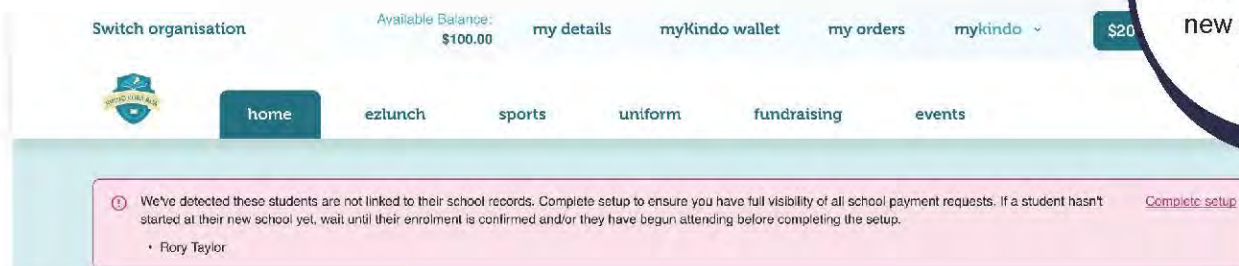 Switch organisation
Available Balance:
$100.00
my details
myKindo wallet
my orders
mykindo
$20
new
home
ezlunch
sports
uniform
fundraising
events
We've detected these students are not linked to their school records. Complete setup to ensure you have full visibility of all school payment requests. If a student hasn't
started at their new school yet, wait until their enrolment is confirmed and/or they have begun attending before completing the setup.
Complete setup
• Rory Taylor